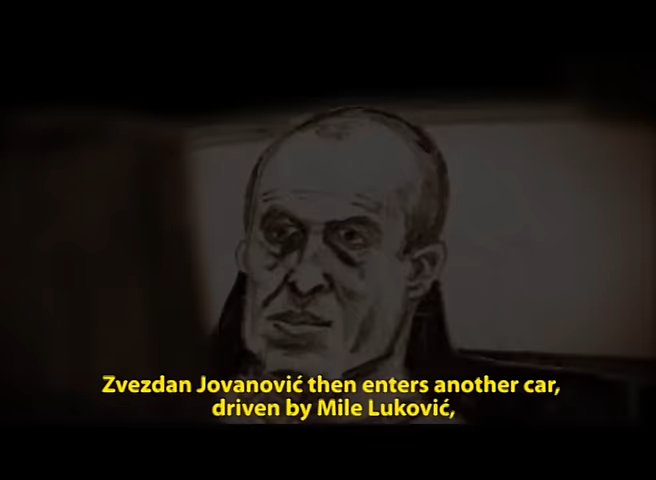 Zvezdan Jovanović then enters another car,
driven by Mile Luković,